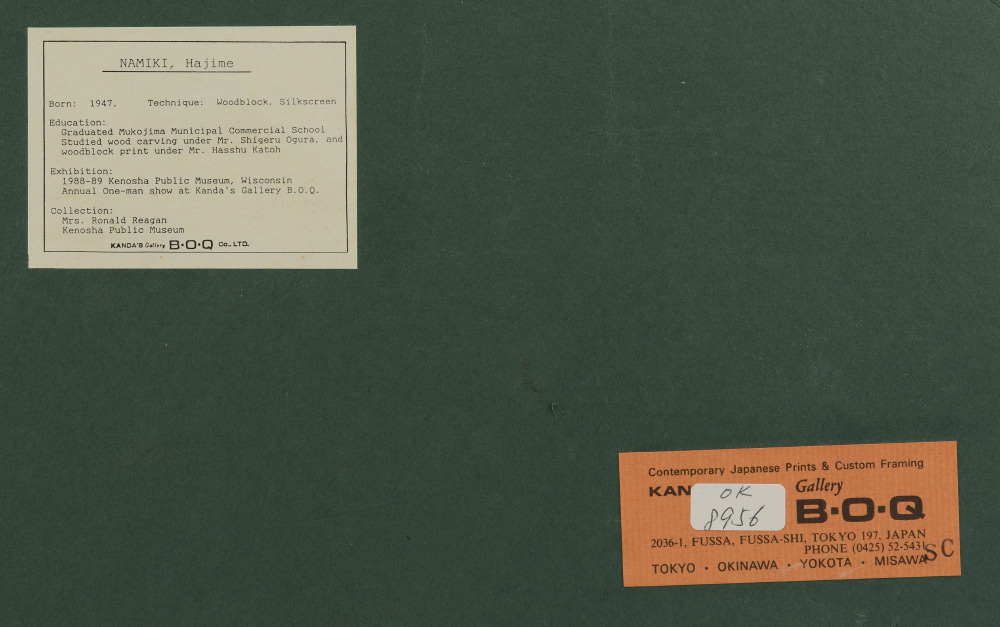 NAMIKI, Hajime
Born: 1947. Technique: Woodblock, Silkscreen
Education:
Graduated Mukojima Municipal Commercial School
Studied wood carving under Mr. Shigeru Ogura, and
woodblock print under Mr. Hasshu Katoh
Exhibition:
1988-89 Kenosha Public Museum, Wisconsin
Annual One-man show at Kanda's Gallery B.O.Q.
Collection:
Mrs. Ronald Reagan
Kenosha Public Museum
KANDA'S Gallery B·O·Q CO., LTD.
Contemporary Japanese Prints & Custom Framing
KAN Gallery
OK
B·O·Q
8956
2036-1, FUSSA, FUSSA-SHI, TOKYO 197, JAPAN
PHONE (0425) 52-5431
SC
TOKYO · OKINAWA · YOKOTA · MISAWA